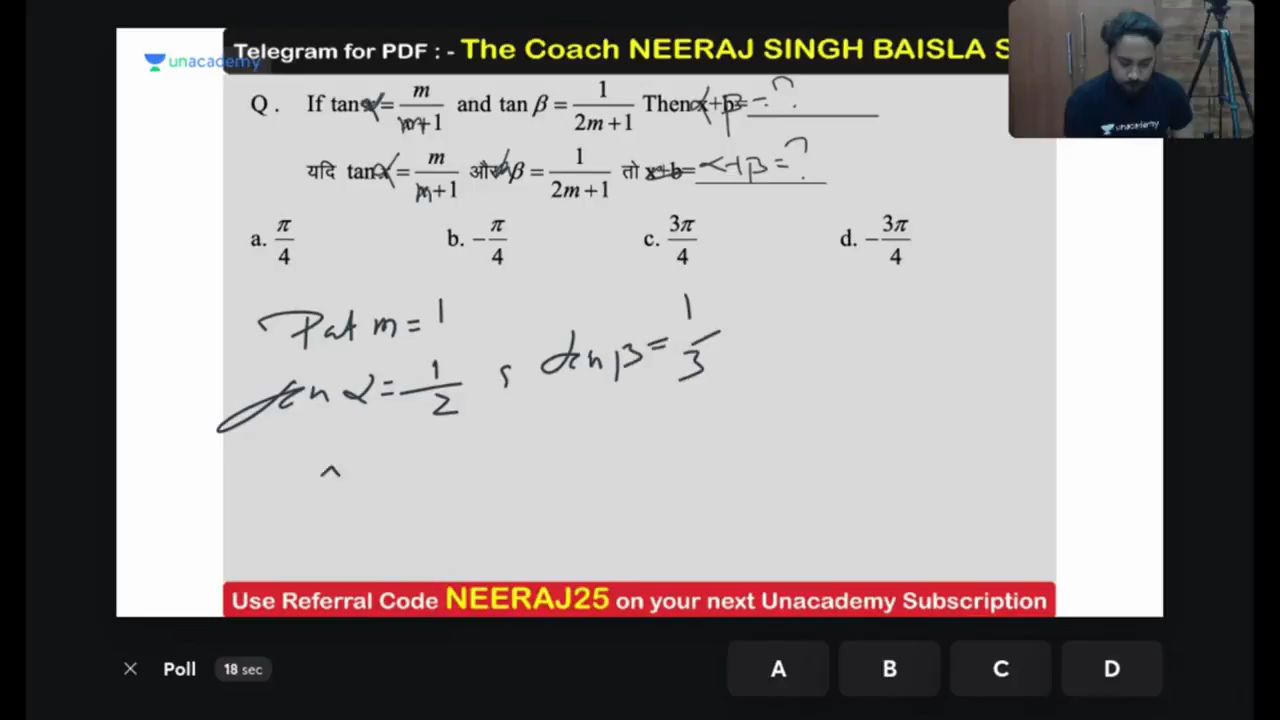 Telegram for PDF : - The Coach NEERAJ SINGH BAISLA S
unacademy
Q . If tan α = m/m+1 and tan β = 1/2m+1 Then α+β = ?
यदि tan α = m/m+1 और β = 1/2m+1 तो α+β = ?
a. π/4 b. −π/4 c. 3π/4 d. −3π/4
Put m = 1
tan α = 1/2 , tan β = 1/3
Use Referral Code NEERAJ25 on your next Unacademy Subscription
× Poll 18 sec A B C D
unacademy